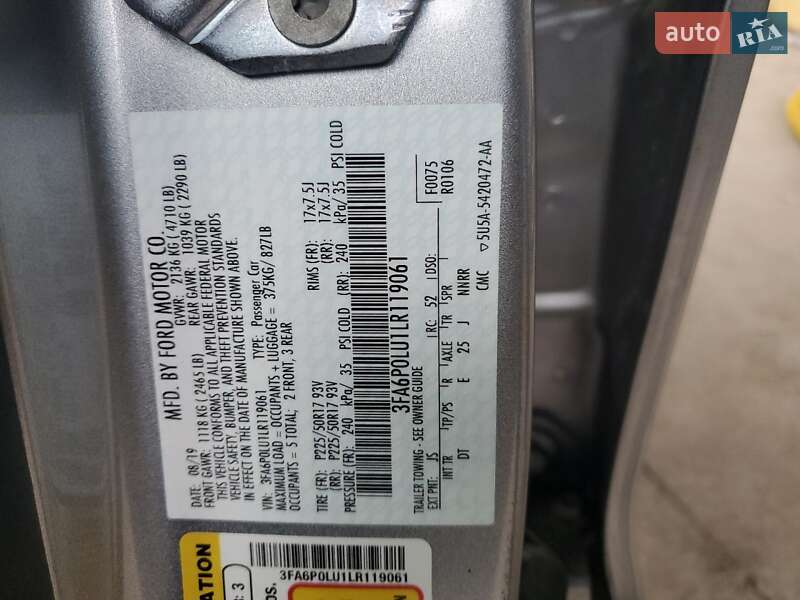 auto RIA .com
MFD. BY FORD MOTOR CO.
DATE: 08/19 GVWR: 2136 KG ( 4710 LB)
FRONT GAWR: 1118 KG ( 2465 LB) REAR GAWR: 1039 KG ( 2290 LB)
THIS VEHICLE CONFORMS TO ALL APPLICABLE FEDERAL MOTOR
VEHICLE SAFETY, BUMPER, AND THEFT PREVENTION STANDARDS
IN EFFECT ON THE DATE OF MANUFACTURE SHOWN ABOVE.
VIN: 3FA6P0LU1LR119061 TYPE: Passenger Car
MAXIMUM LOAD = OCCUPANTS + LUGGAGE = 375KG/ 827LB
OCCUPANTS = 5 TOTAL; 2 FRONT, 3 REAR
TIRE (FR): P225/50R17 93V RIMS (FR): 17x7.5J
(RR): P225/50R17 93V (RR): 17x7.5J
PRESSURE (FR): 240 kPa/ 35 PSI COLD (RR): 240 kPa/ 35 PSI COLD
3FA6P0LU1LR119061
TRAILER TOWING - SEE OWNER GUIDE
F0075
R0106
EXT PNT: JS RC: 52 DSO:
INT TR TP/PS R AXLE TR SPR
E 25 J NNRR
CMC ▽5U5A-5420472-AA
3FA6P0LU1LR119061